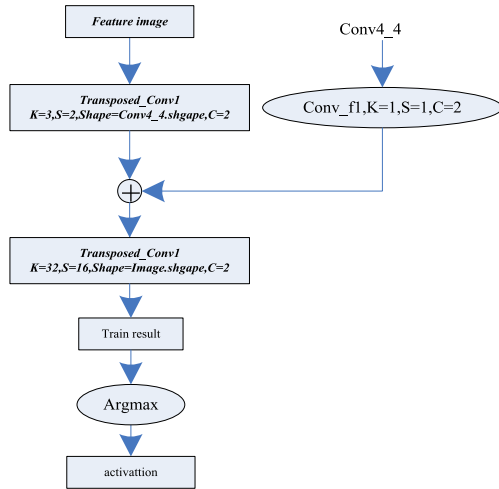 Feature image
Conv4_4
Transposed_Conv1
K=3,S=2,Shape=Conv4_4.shgape,C=2
Conv_f1,K=1,S=1,C=2
+
Transposed_Conv1
K=32,S=16,Shape=Image.shgape,C=2
Train result
Argmax
activattion